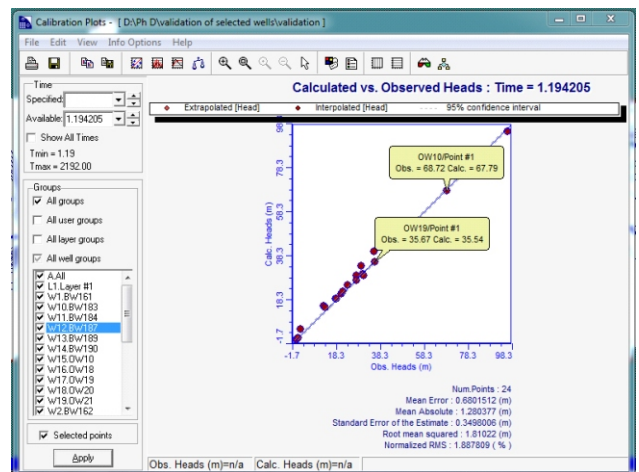 Calibration Plots - [ D:\Ph D\validation of selected wells\validation ]
File Edit View Info Options Help
Time
Specified:
Available: 1.194205
Show All Times
Tmin = 1.19
Tmax = 2192.00
Groups
All groups
All user groups
All layer groups
All well groups
A.All
L1.Layer #1
W1.BW161
W10.BW183
W11.BW184
W12.BW187
W13.BW189
W14.BW190
W15.OW10
W16.OW18
W17.OW19
W18.OW20
W19.OW21
W2.BW162
Selected points
Apply
Calculated vs. Observed Heads : Time = 1.194205
Extrapolated [Head] Interpolated [Head] 95% confidence interval
OW10/Point #1
Obs. = 68.72 Calc. = 67.79
OW19/Point #1
Obs. = 35.67 Calc. = 35.54
Calc. Heads (m)
98.3
78.3
58.3
38.3
18.3
-1.7
-1.7 18.3 38.3 58.3 78.3 98.3
Obs. Heads (m)
Num.Points : 24
Mean Error : 0.6801512 (m)
Mean Absolute : 1.280377 (m)
Standard Error of the Estimate : 0.3498006 (m)
Root mean squared : 1.81022 (m)
Normalized RMS : 1.887809 ( % )
Obs. Heads (m)=n/a Calc. Heads (m)=n/a